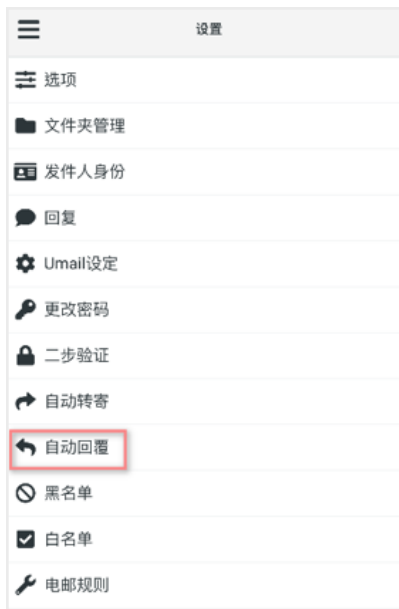 设置
选项
文件夹管理
发件人身份
回复
Umail设定
更改密码
二步验证
自动转寄
自动回覆
黑名单
白名单
电邮规则